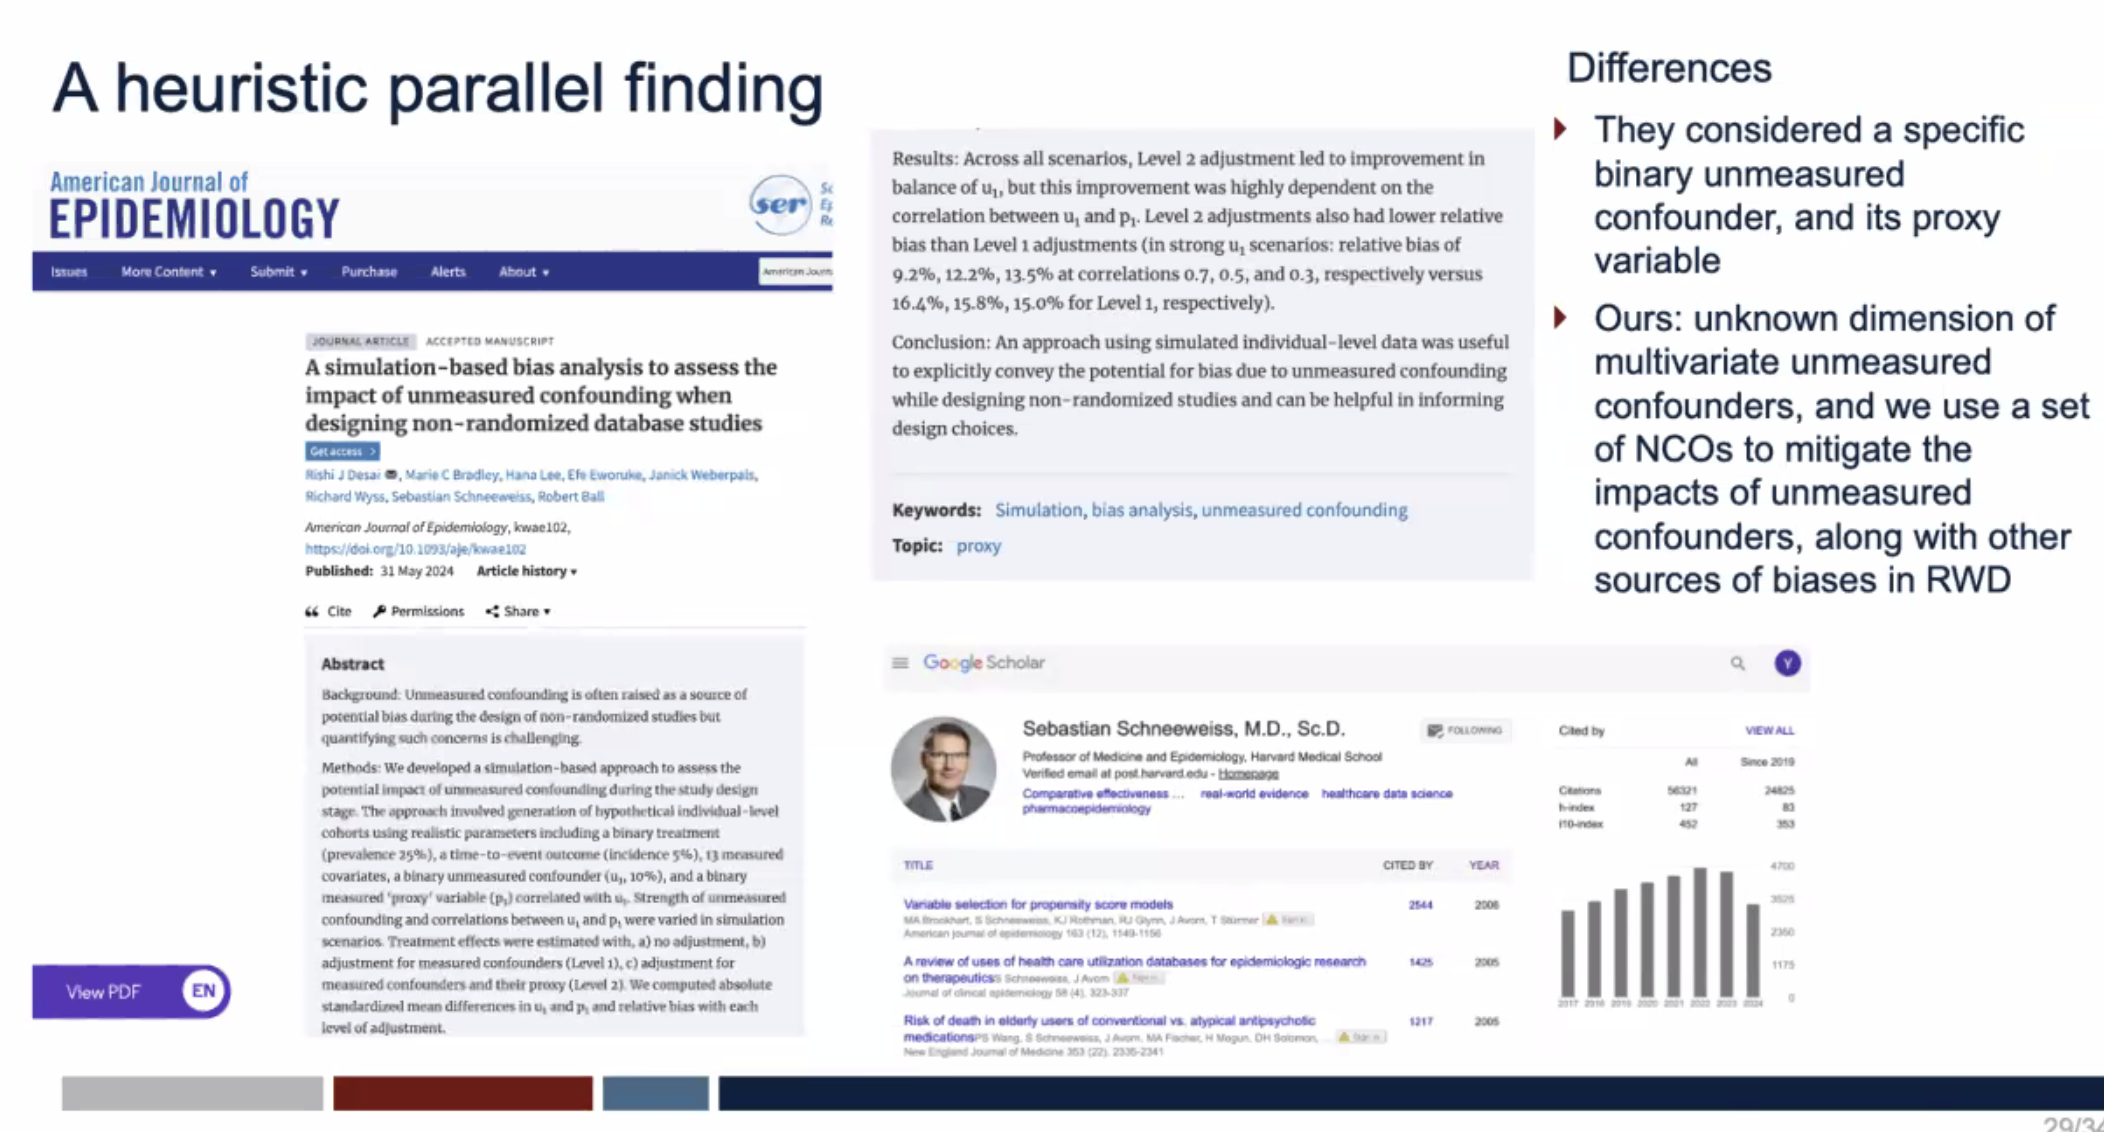 A heuristic parallel finding
American Journal of
EPIDEMIOLOGY
ser
Issues More Content ▾ Submit ▾ Purchase Alerts About ▾
JOURNAL ARTICLE ACCEPTED MANUSCRIPT
A simulation-based bias analysis to assess the
impact of unmeasured confounding when
designing non-randomized database studies
Get access >
Rishi J Desai, Marie C Bradley, Hana Lee, Efe Eworuke, Janick Weberpals,
Richard Wyss, Sebastian Schneeweiss, Robert Ball
American Journal of Epidemiology, kwae102,
https://doi.org/10.1093/aje/kwae102
Published: 31 May 2024 Article history ▾
Cite Permissions Share ▾
Abstract
Background: Unmeasured confounding is often raised as a source of
potential bias during the design of non-randomized studies but
quantifying such concerns is challenging.
Methods: We developed a simulation-based approach to assess the
potential impact of unmeasured confounding during the study design
stage. The approach involved generation of hypothetical individual-level
cohorts using realistic parameters including a binary treatment
(prevalence 25%), a time-to-event outcome (incidence 5%), 13 measured
covariates, a binary unmeasured confounder (u₁, 10%), and a binary
measured 'proxy' variable (p₁) correlated with u₁. Strength of unmeasured
confounding and correlations between u₁ and p₁ were varied in simulation
scenarios. Treatment effects were estimated with, a) no adjustment, b)
adjustment for measured confounders (Level 1), c) adjustment for
measured confounders and their proxy (Level 2). We computed absolute
standardized mean differences in u₁ and p₁ and relative bias with each
level of adjustment.
View PDF EN
Results: Across all scenarios, Level 2 adjustment led to improvement in
balance of u₁, but this improvement was highly dependent on the
correlation between u₁ and p₁. Level 2 adjustments also had lower relative
bias than Level 1 adjustments (in strong u₁ scenarios: relative bias of
9.2%, 12.2%, 13.5% at correlations 0.7, 0.5, and 0.3, respectively versus
16.4%, 15.8%, 15.0% for Level 1, respectively).
Conclusion: An approach using simulated individual-level data was useful
to explicitly convey the potential for bias due to unmeasured confounding
while designing non-randomized studies and can be helpful in informing
design choices.
Keywords: Simulation, bias analysis, unmeasured confounding
Topic: proxy
Differences
They considered a specific
binary unmeasured
confounder, and its proxy
variable
Ours: unknown dimension of
multivariate unmeasured
confounders, and we use a set
of NCOs to mitigate the
impacts of unmeasured
confounders, along with other
sources of biases in RWD
Google Scholar
Y
Sebastian Schneeweiss, M.D., Sc.D.
FOLLOWING
Professor of Medicine and Epidemiology, Harvard Medical School
Verified email at post.harvard.edu - Homepage
Comparative effectiveness ... real-world evidence healthcare data science
pharmacoepidemiology
TITLE CITED BY YEAR
Variable selection for propensity score models 2544 2006
MA Brookhart, S Schneeweiss, KJ Rothman, RJ Glynn, J Avorn, T Stürmer
American journal of epidemiology 163 (12), 1149-1156
A review of uses of health care utilization databases for epidemiologic research 1425 2005
on therapeutics S Schneeweiss, J Avorn
Journal of clinical epidemiology 58 (4), 323-337
Risk of death in elderly users of conventional vs. atypical antipsychotic 1217 2005
medications PS Wang, S Schneeweiss, J Avorn, MA Fischer, H Mogun, DH Solomon,
New England Journal of Medicine 353 (22), 2335-2341
Cited by VIEW ALL
All Since 2019
Citations 56321 24825
h-index 127 83
i10-index 452 353
4700
3525
2350
1175
0
2017 2018 2019 2020 2021 2022 2023 2024